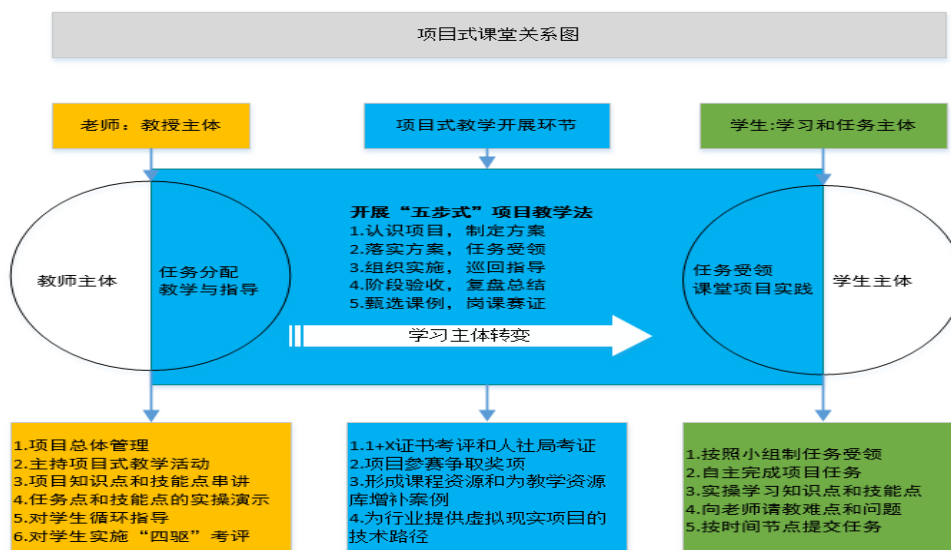 项目式课堂关系图
老师：教授主体
项目式教学开展环节
学生:学习和任务主体
开展“五步式”项目教学法
1.认识项目，制定方案
2.落实方案，任务受领
3.组织实施，巡回指导
4.阶段验收，复盘总结
5.甄选课例，岗课赛证
教师主体
任务分配
教学与指导
学习主体转变
任务受领
课堂项目实践
学生主体
1.项目总体管理
2.主持项目式教学活动
3.项目知识点和技能点串讲
4.任务点和技能点的实操演示
5.对学生循环指导
6.对学生实施“四驱”考评
1.1+X证书考评和人社局考证
2.项目参赛争取奖项
3.形成课程资源和为教学资源
库增补案例
4.为行业提供虚拟现实项目的
技术路径
1.按照小组制任务受领
2.自主完成项目任务
3.实操学习知识点和技能点
4.向老师请教难点和问题
5.按时间节点提交任务